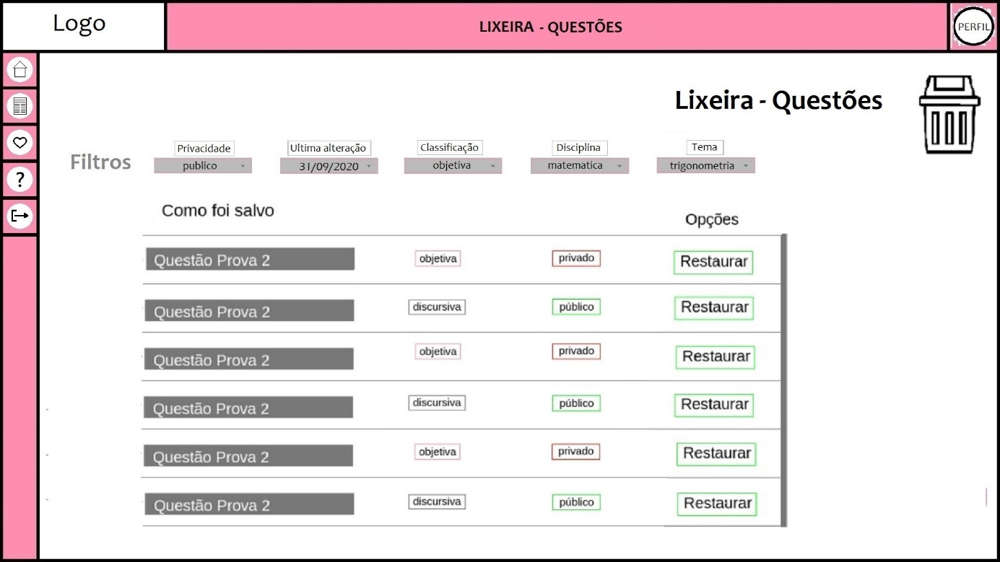 Logo
LIXEIRA - QUESTÕES
PERFIL
Lixeira - Questões
Filtros
Privacidade
Ultima alteração
Classificação
Disciplina
Tema
publico
31/09/2020
objetiva
matematica
trigonometria
?
Como foi salvo
Opções
Questão Prova 2 objetiva privado Restaurar
Questão Prova 2 discursiva público Restaurar
Questão Prova 2 objetiva privado Restaurar
Questão Prova 2 discursiva público Restaurar
Questão Prova 2 objetiva privado Restaurar
Questão Prova 2 discursiva público Restaurar